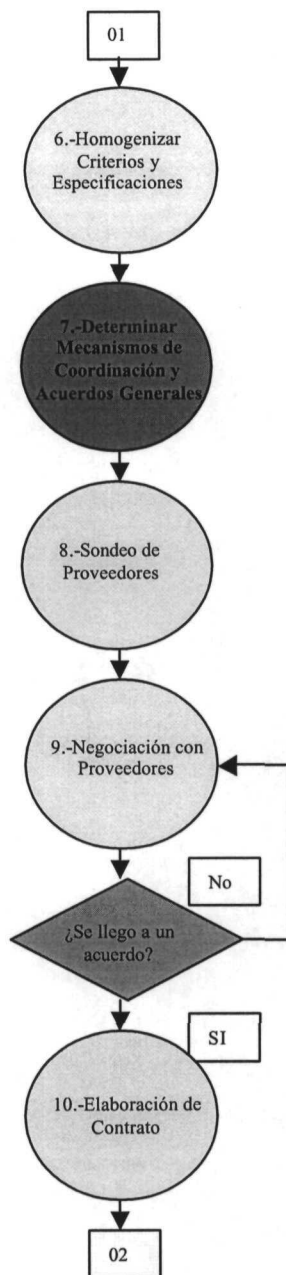 01
6.-Homogenizar
Criterios y
Especificaciones
7.-Determinar
Mecanismos de
Coordinación y
Acuerdos Generales
8.-Sondeo de
Proveedores
9.-Negociación con
Proveedores
No
¿Se llego a un
acuerdo?
SI
10.-Elaboración de
Contrato
02